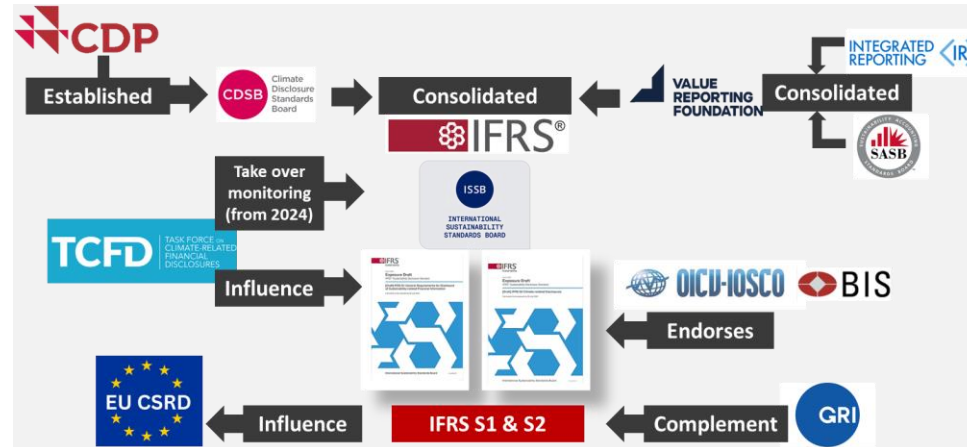 CDP
Established
CDSB
Climate
Disclosure
Standards
Board
Consolidated
VALUE
REPORTING
FOUNDATION
Consolidated
INTEGRATED
REPORTING
<IR
SASB
IFRS®
Take over
monitoring
(from 2024)
ISSB
INTERNATIONAL
SUSTAINABILITY
STANDARDS BOARD
TCFD
TASK FORCE ON
CLIMATE-RELATED
FINANCIAL
DISCLOSURES
Influence
IFRS
Exposure Draft
IFRS
Exposure Draft
OICU-IOSCO
BIS
Endorses
EU CSRD
Influence
IFRS S1 & S2
Complement
GRI